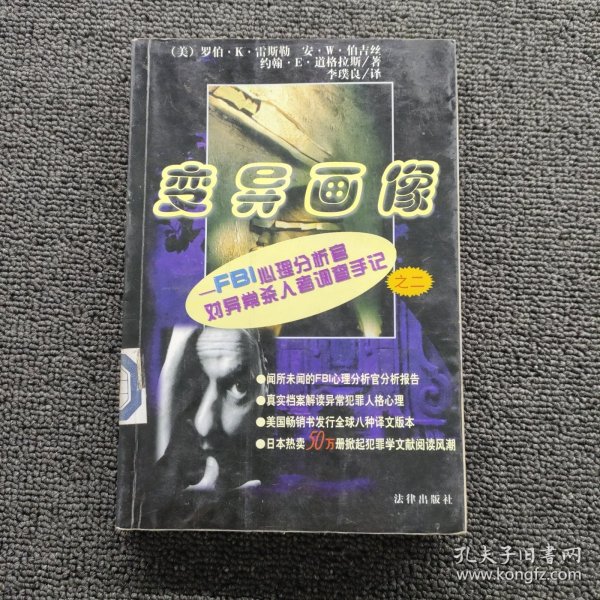 （美）罗伯·K·雷斯勒 安·W·伯吉丝
约翰·E·道格拉斯/著
李璞良/译
变异画像
—FBI心理分析官
对异常杀人者调查手记
之二
●闻所未闻的FBI心理分析官分析报告
●真实档案解读异常犯罪人格心理
●美国畅销书发行全球八种译文版本
●日本热卖50万册掀起犯罪学文献阅读风潮
法律出版社
孔夫子旧书网
www.kongfz.com